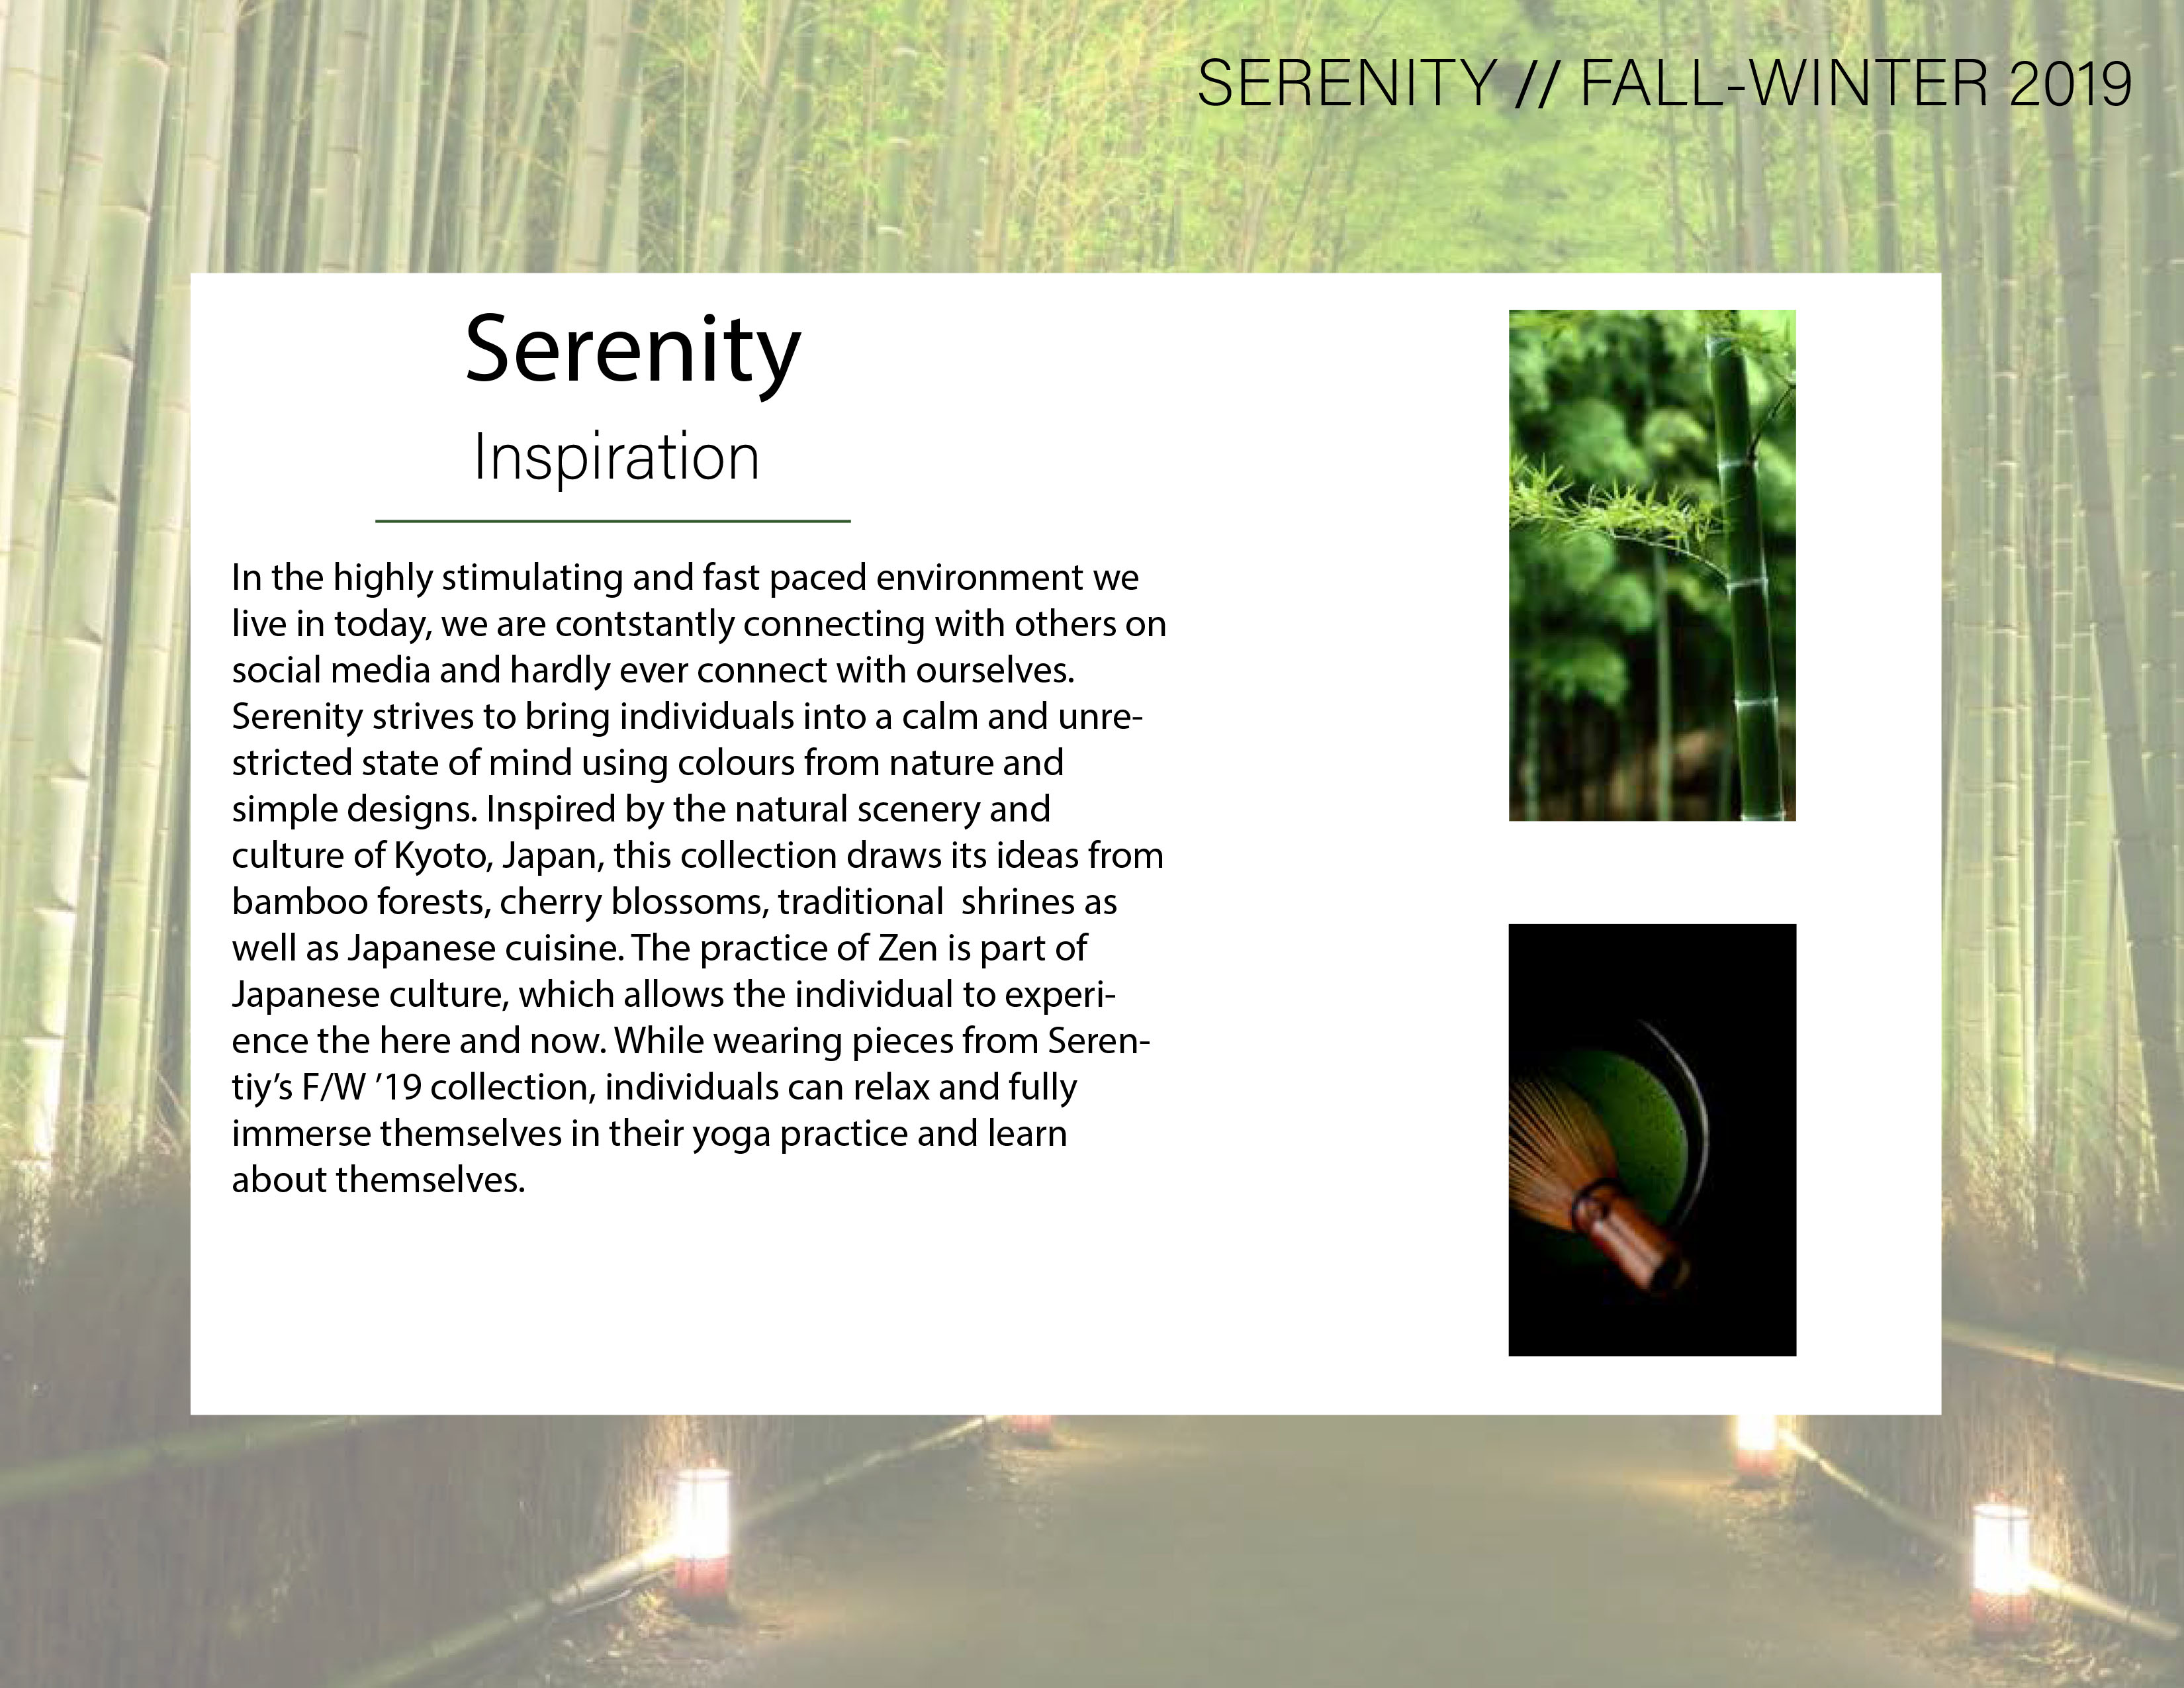 SERENITY // FALL-WINTER 2019
Serenity
Inspiration
In the highly stimulating and fast paced environment we
live in today, we are contstantly connecting with others on
social media and hardly ever connect with ourselves.
Serenity strives to bring individuals into a calm and unre-
stricted state of mind using colours from nature and
simple designs. Inspired by the natural scenery and
culture of Kyoto, Japan, this collection draws its ideas from
bamboo forests, cherry blossoms, traditional  shrines as
well as Japanese cuisine. The practice of Zen is part of
Japanese culture, which allows the individual to experi-
ence the here and now. While wearing pieces from Seren-
tiy’s F/W ’19 collection, individuals can relax and fully
immerse themselves in their yoga practice and learn
about themselves.